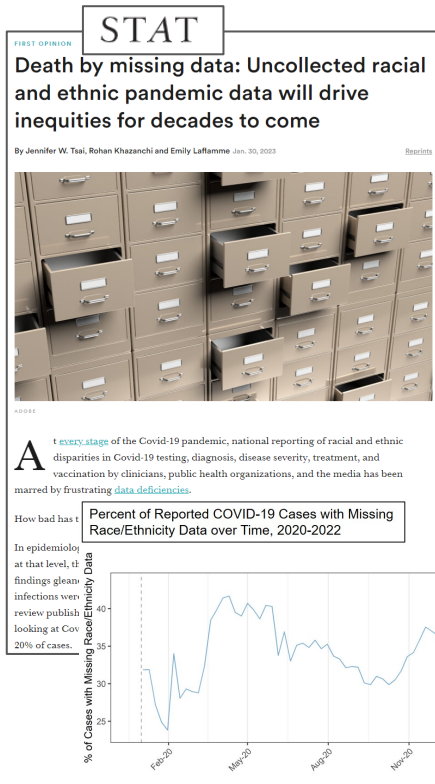 STAT
FIRST OPINION
Death by missing data: Uncollected racial
and ethnic pandemic data will drive
inequities for decades to come
By Jennifer W. Tsai, Rohan Khazanchi and Emily Laflamme Jan. 30, 2023 Reprints
ADOBE
At every stage of the Covid-19 pandemic, national reporting of racial and ethnic
disparities in Covid-19 testing, diagnosis, disease severity, treatment, and
vaccination by clinicians, public health organizations, and the media has been
marred by frustrating data deficiencies.
How bad has t
In epidemiolog
at that level, th
findings glean
infections were
review publish
looking at Cov
20% of cases.
Percent of Reported COVID-19 Cases with Missing
Race/Ethnicity Data over Time, 2020-2022
% of Cases with Missing Race/Ethnicity Data
40
35
30
25
Feb-20
May-20
Aug-20
Nov-20